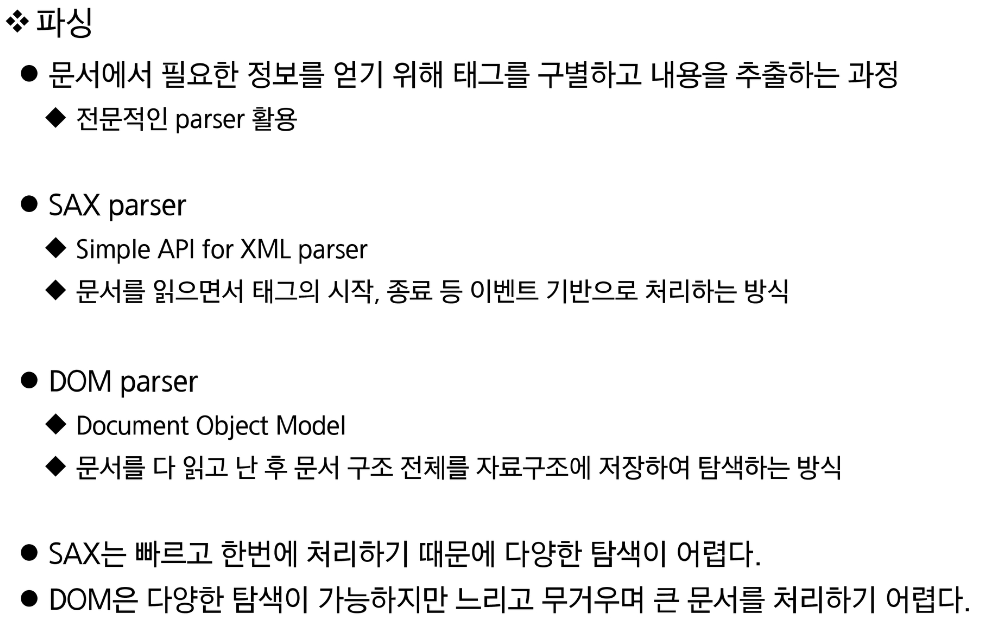 ❖ 파싱
● 문서에서 필요한 정보를 얻기 위해 태그를 구별하고 내용을 추출하는 과정
◆ 전문적인 parser 활용
● SAX parser
◆ Simple API for XML parser
◆ 문서를 읽으면서 태그의 시작, 종료 등 이벤트 기반으로 처리하는 방식
● DOM parser
◆ Document Object Model
◆ 문서를 다 읽고 난 후 문서 구조 전체를 자료구조에 저장하여 탐색하는 방식
● SAX는 빠르고 한번에 처리하기 때문에 다양한 탐색이 어렵다.
● DOM은 다양한 탐색이 가능하지만 느리고 무거우며 큰 문서를 처리하기 어렵다.